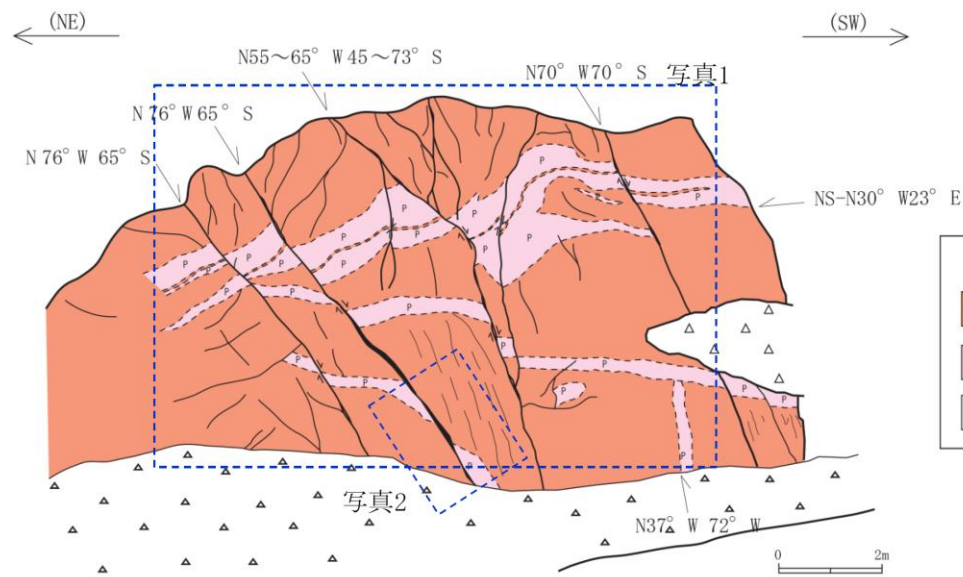 (NE)
(SW)
N55～65° W45～73° S
N70° W70° S
写真1
N 76° W 65° S
N 76° W 65° S
NS-N30° W23° E
P P P P P P P P P P P P P P P P P P P P P P P
写真2
N37° W 72° W
0 2m